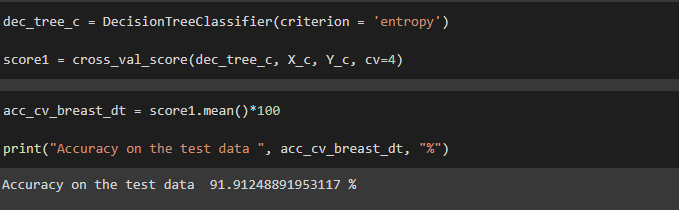 dec_tree_c = DecisionTreeClassifier(criterion = 'entropy')
score1 = cross_val_score(dec_tree_c, X_c, Y_c, cv=4)
acc_cv_breast_dt = score1.mean()*100
print("Accuracy on the test data ", acc_cv_breast_dt, "%")
Accuracy on the test data  91.91248891953117 %